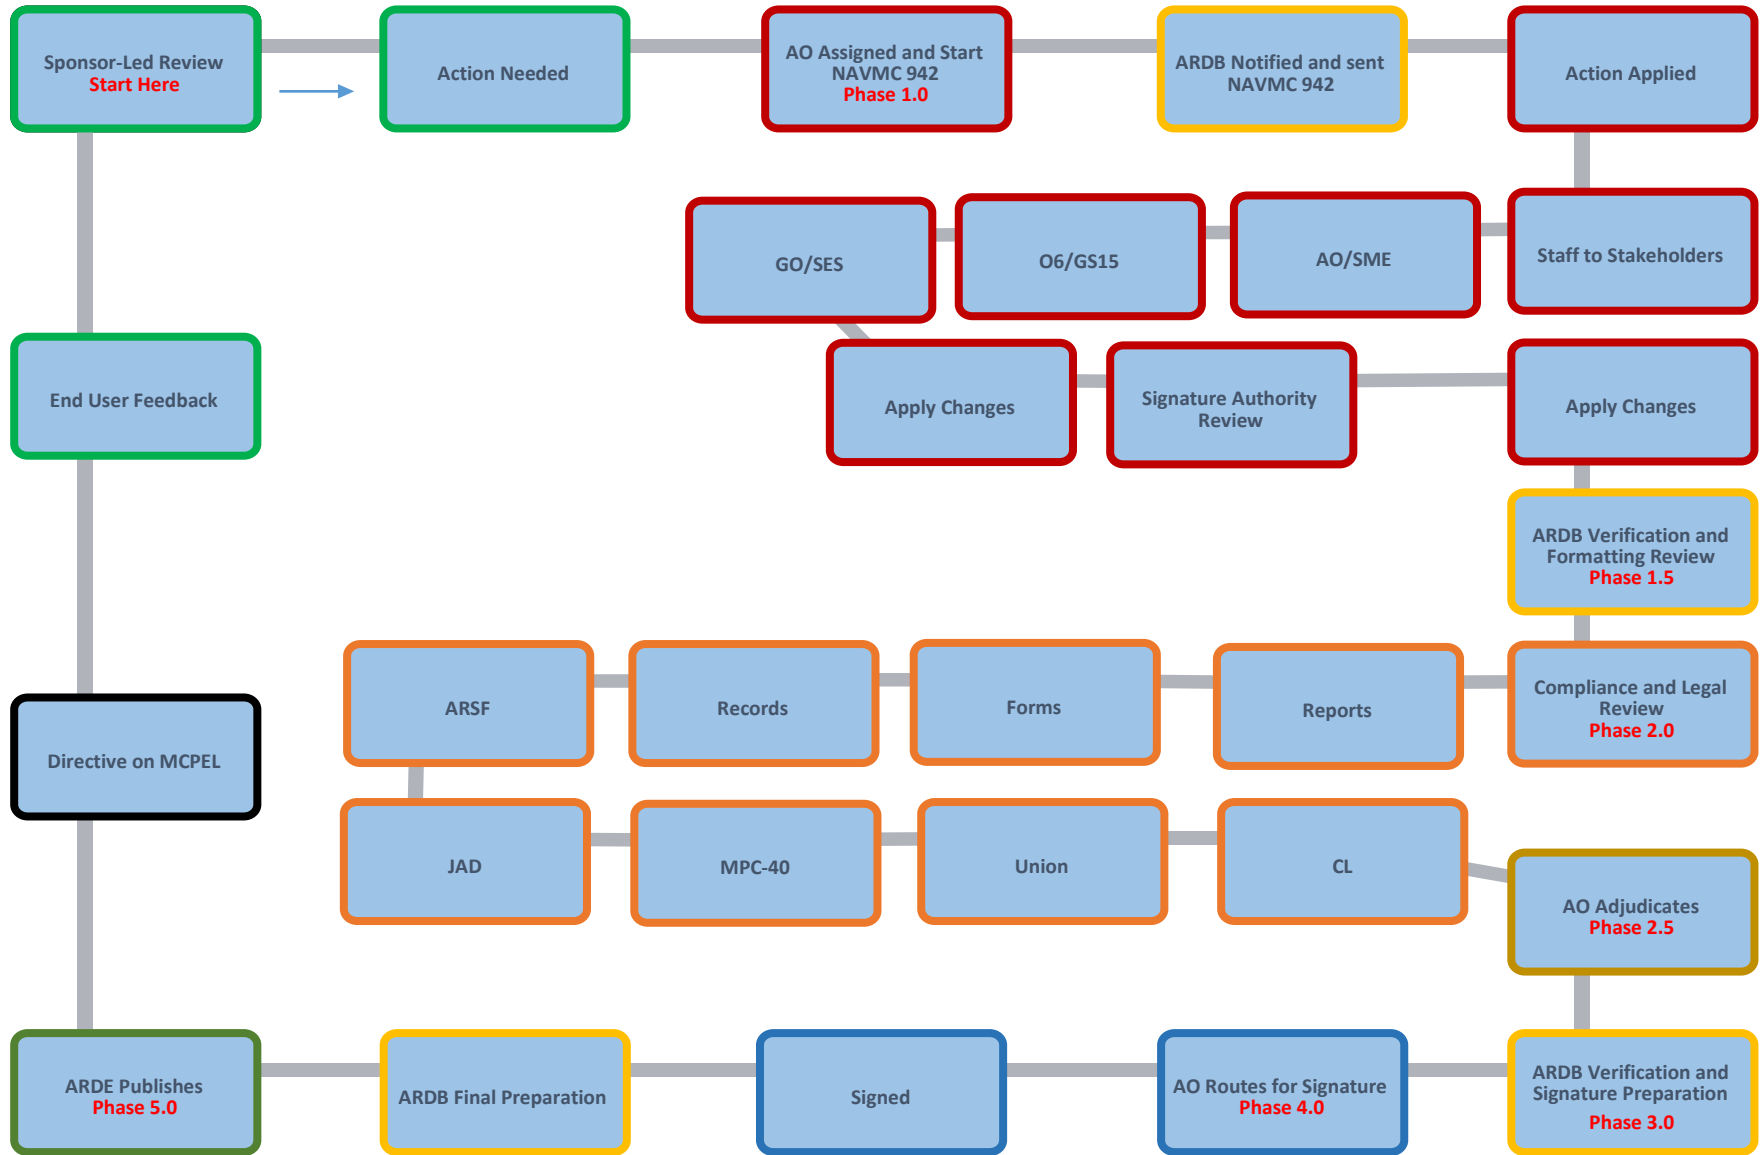 Sponsor-Led Review
Start Here
Action Needed
AO Assigned and Start
NAVMC 942
Phase 1.0
ARDB Notified and sent
NAVMC 942
Action Applied
GO/SES
O6/GS15
AO/SME
Staff to Stakeholders
End User Feedback
Apply Changes
Signature Authority
Review
Apply Changes
ARDB Verification and
Formatting Review
Phase 1.5
ARSF
Records
Forms
Reports
Compliance and Legal
Review
Phase 2.0
Directive on MCPEL
JAD
MPC-40
Union
CL
AO Adjudicates
Phase 2.5
ARDE Publishes
Phase 5.0
ARDB Final Preparation
Signed
AO Routes for Signature
Phase 4.0
ARDB Verification and
Signature Preparation
Phase 3.0